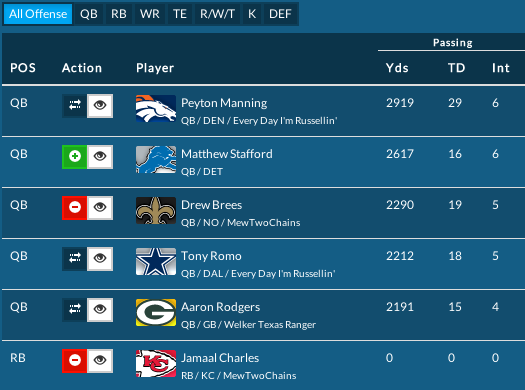 All Offense QB RB WR TE R/W/T K DEF
Passing
POS Action Player Yds TD Int
QB Peyton Manning 2919 29 6
QB / DEN / Every Day I'm Russellin'
QB Matthew Stafford 2617 16 6
QB / DET
QB Drew Brees 2290 19 5
QB / NO / MewTwoChains
QB Tony Romo 2212 18 5
QB / DAL / Every Day I'm Russellin'
QB Aaron Rodgers 2191 15 4
QB / GB / Welker Texas Ranger
RB Jamaal Charles 0 0 0
RB / KC / MewTwoChains